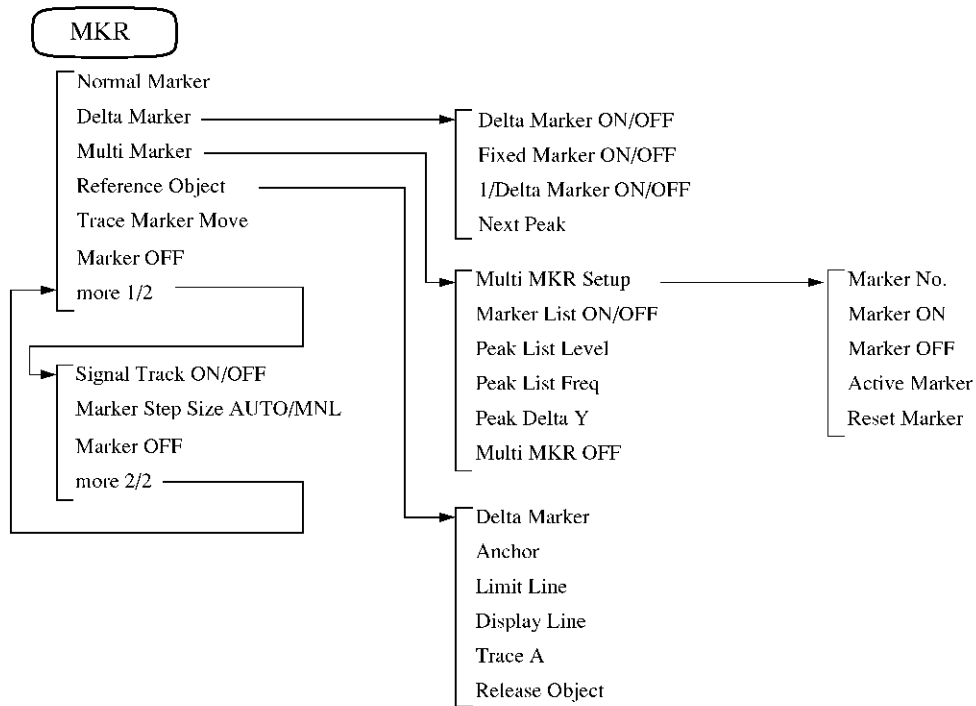 MKR
Normal Marker
Delta Marker
Multi Marker
Reference Object
Trace Marker Move
Marker OFF
more 1/2
Signal Track ON/OFF
Marker Step Size AUTO/MNL
Marker OFF
more 2/2
Delta Marker ON/OFF
Fixed Marker ON/OFF
1/Delta Marker ON/OFF
Next Peak
Multi MKR Setup
Marker List ON/OFF
Peak List Level
Peak List Freq
Peak Delta Y
Multi MKR OFF
Marker No.
Marker ON
Marker OFF
Active Marker
Reset Marker
Delta Marker
Anchor
Limit Line
Display Line
Trace A
Release Object